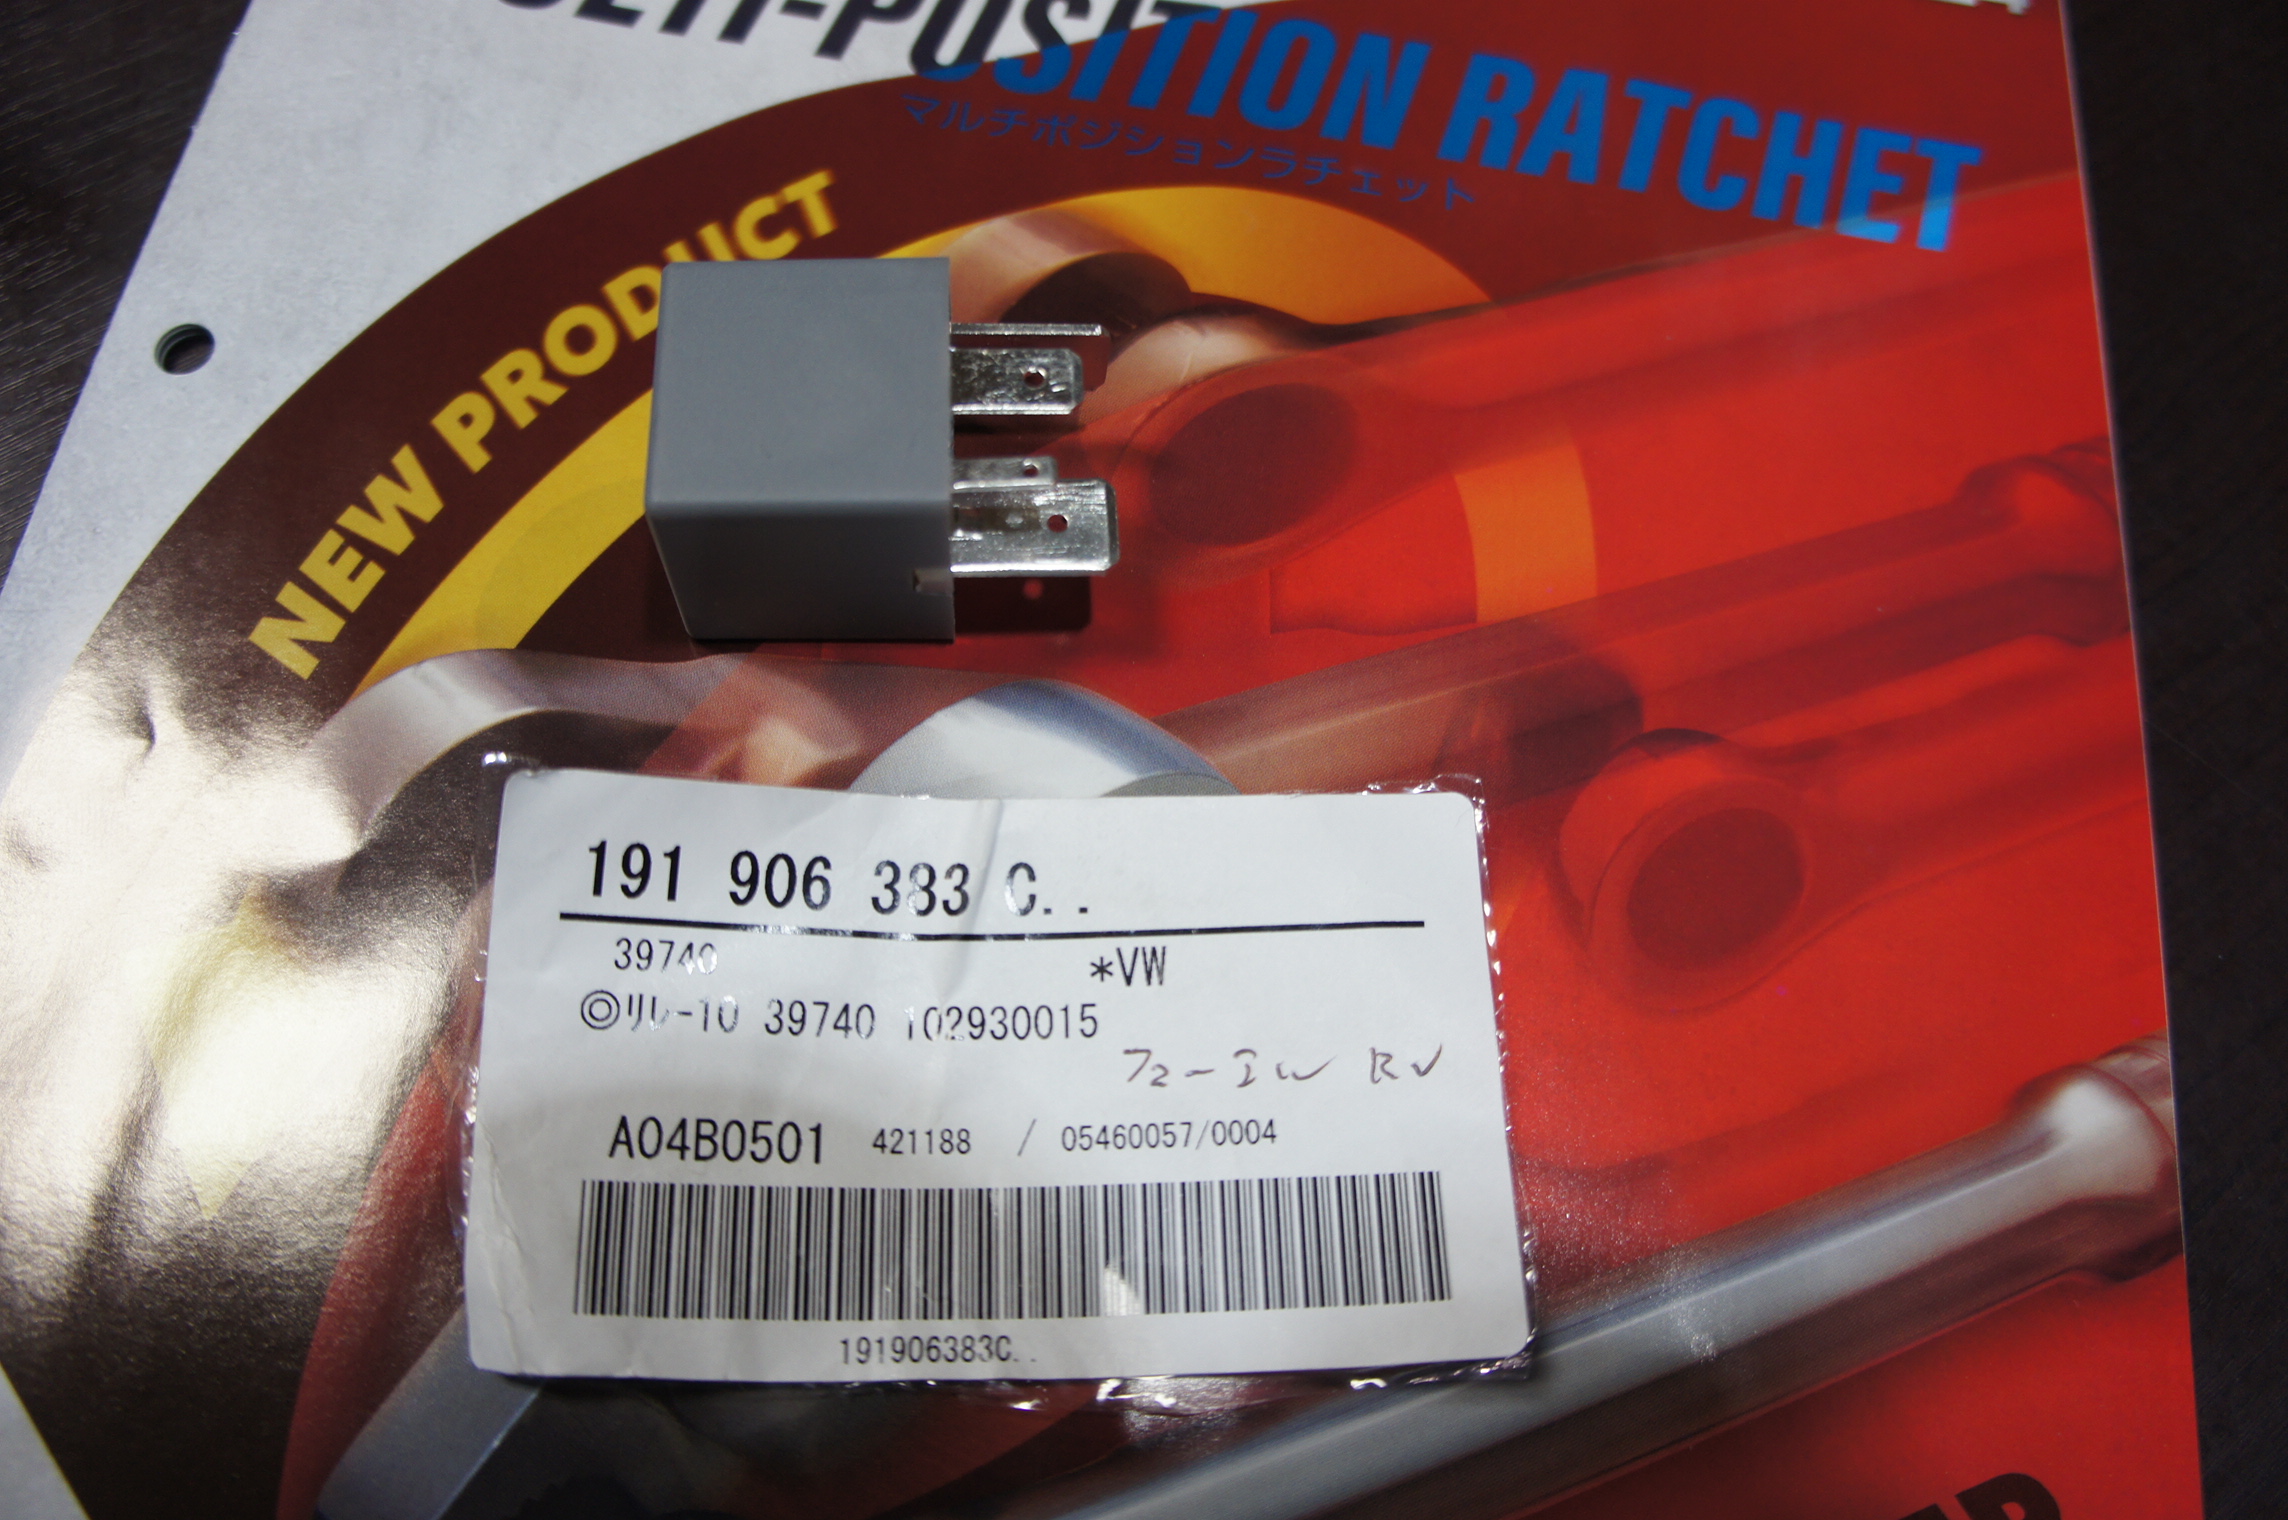 POSITION RATCHET
マルチポジションラチェット
NEW PRODUCT
191 906 383 C..
39740 *VW
◎リレ-10 39740 102930015
A04B0501 421188 / 05460057/0004
191906383C..